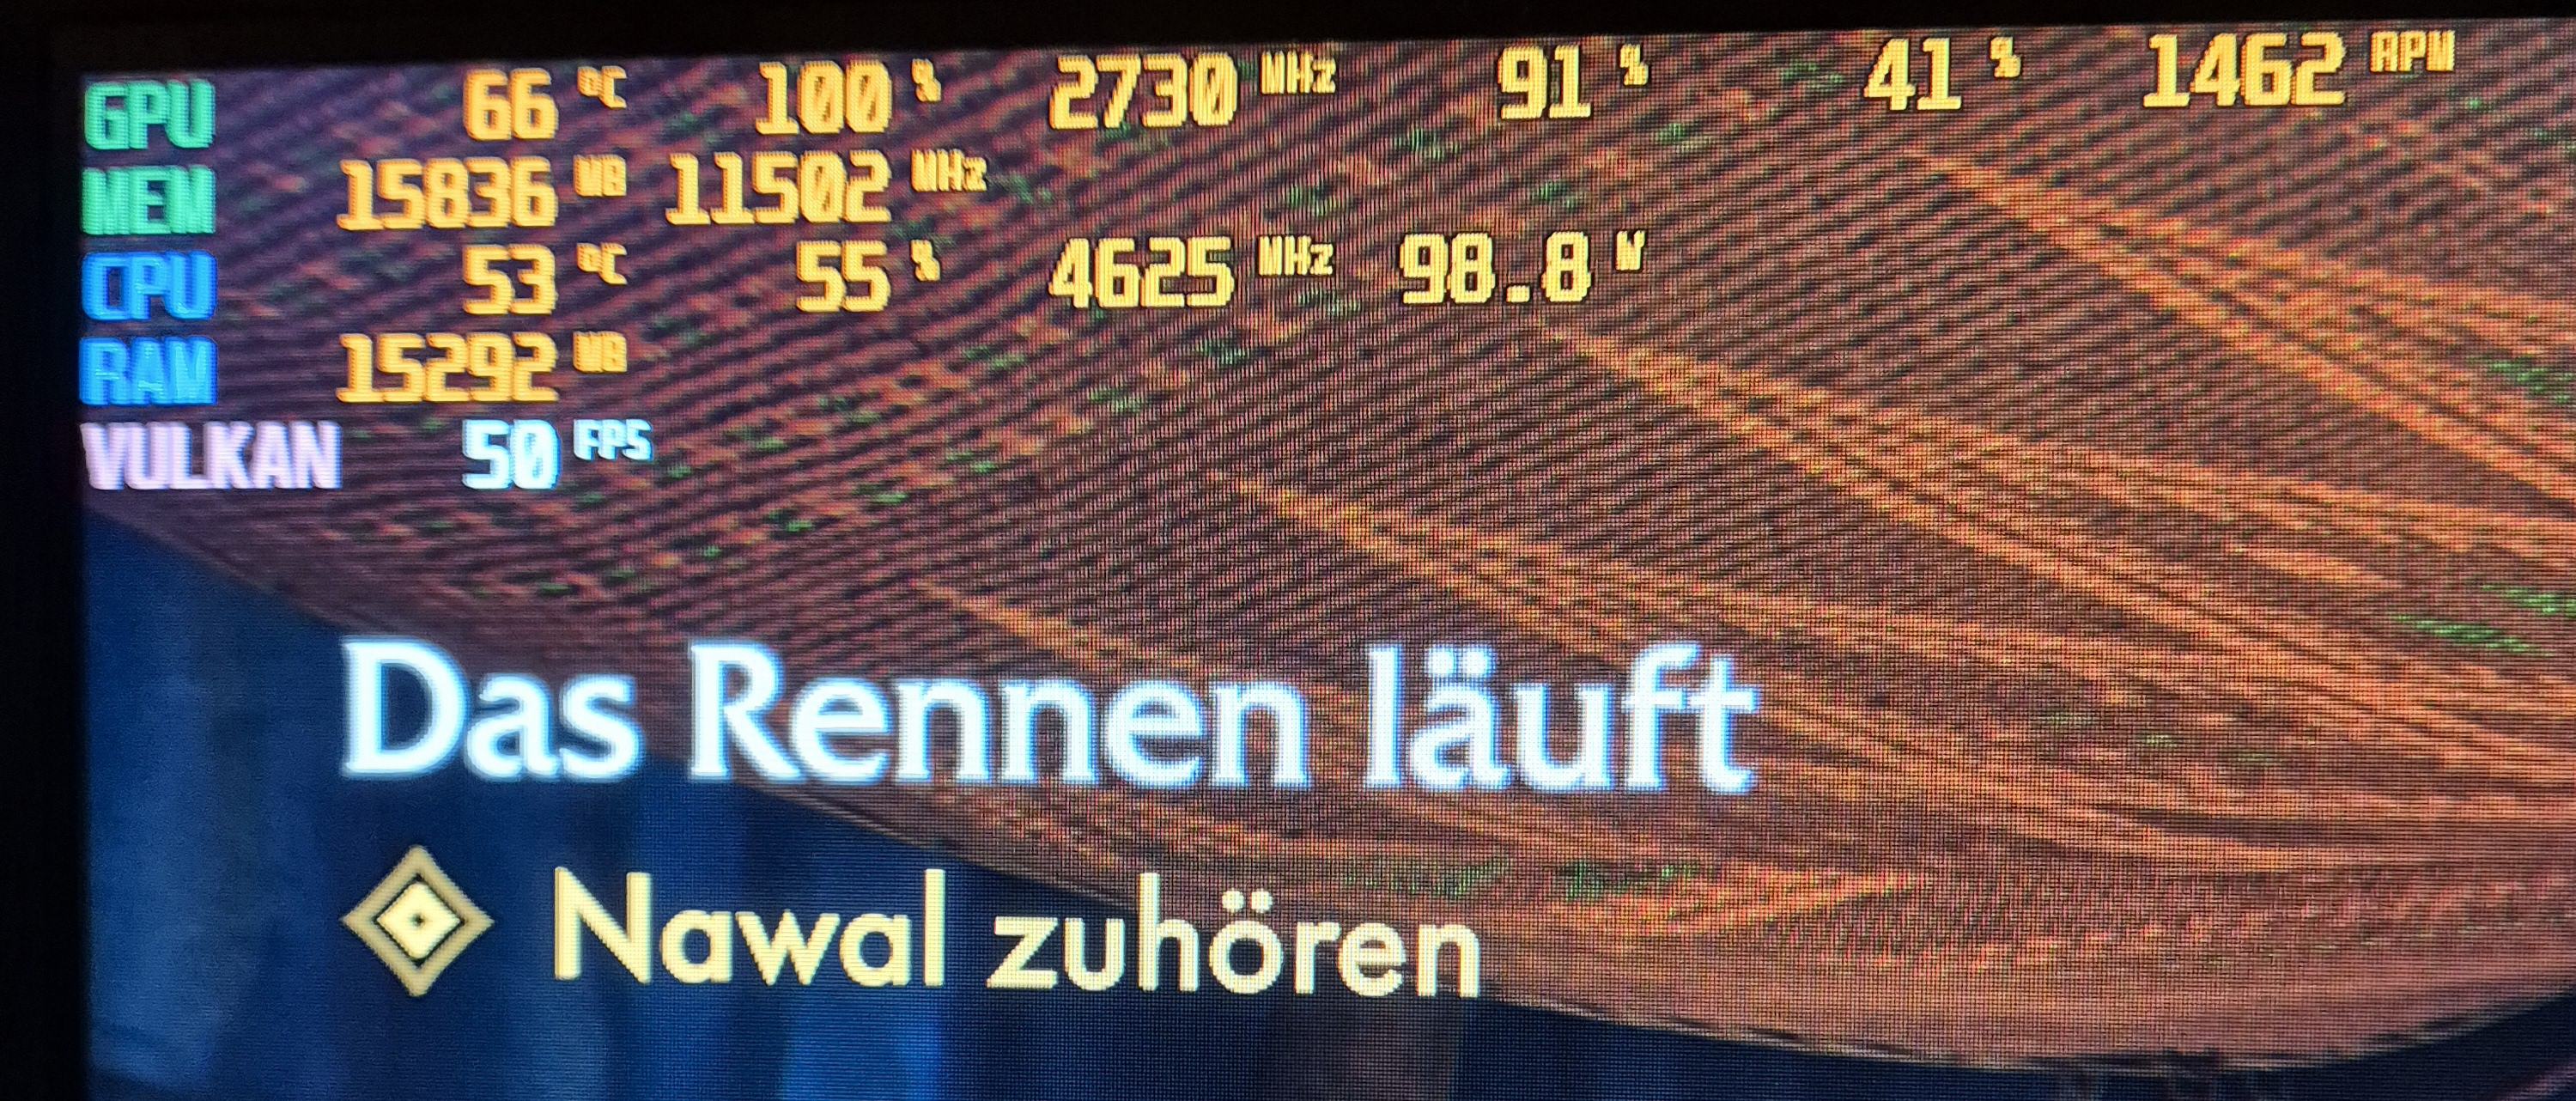 GPU 66 °C 100 % 2730 MHz 91 % 41 % 1462 RPM
MEM 15836 MB 11502 MHz
CPU 53 °C 55 % 4625 MHz 98.8 W
RAM 15292 MB
VULKAN 50 FPS
Das Rennen läuft
Nawal zuhören